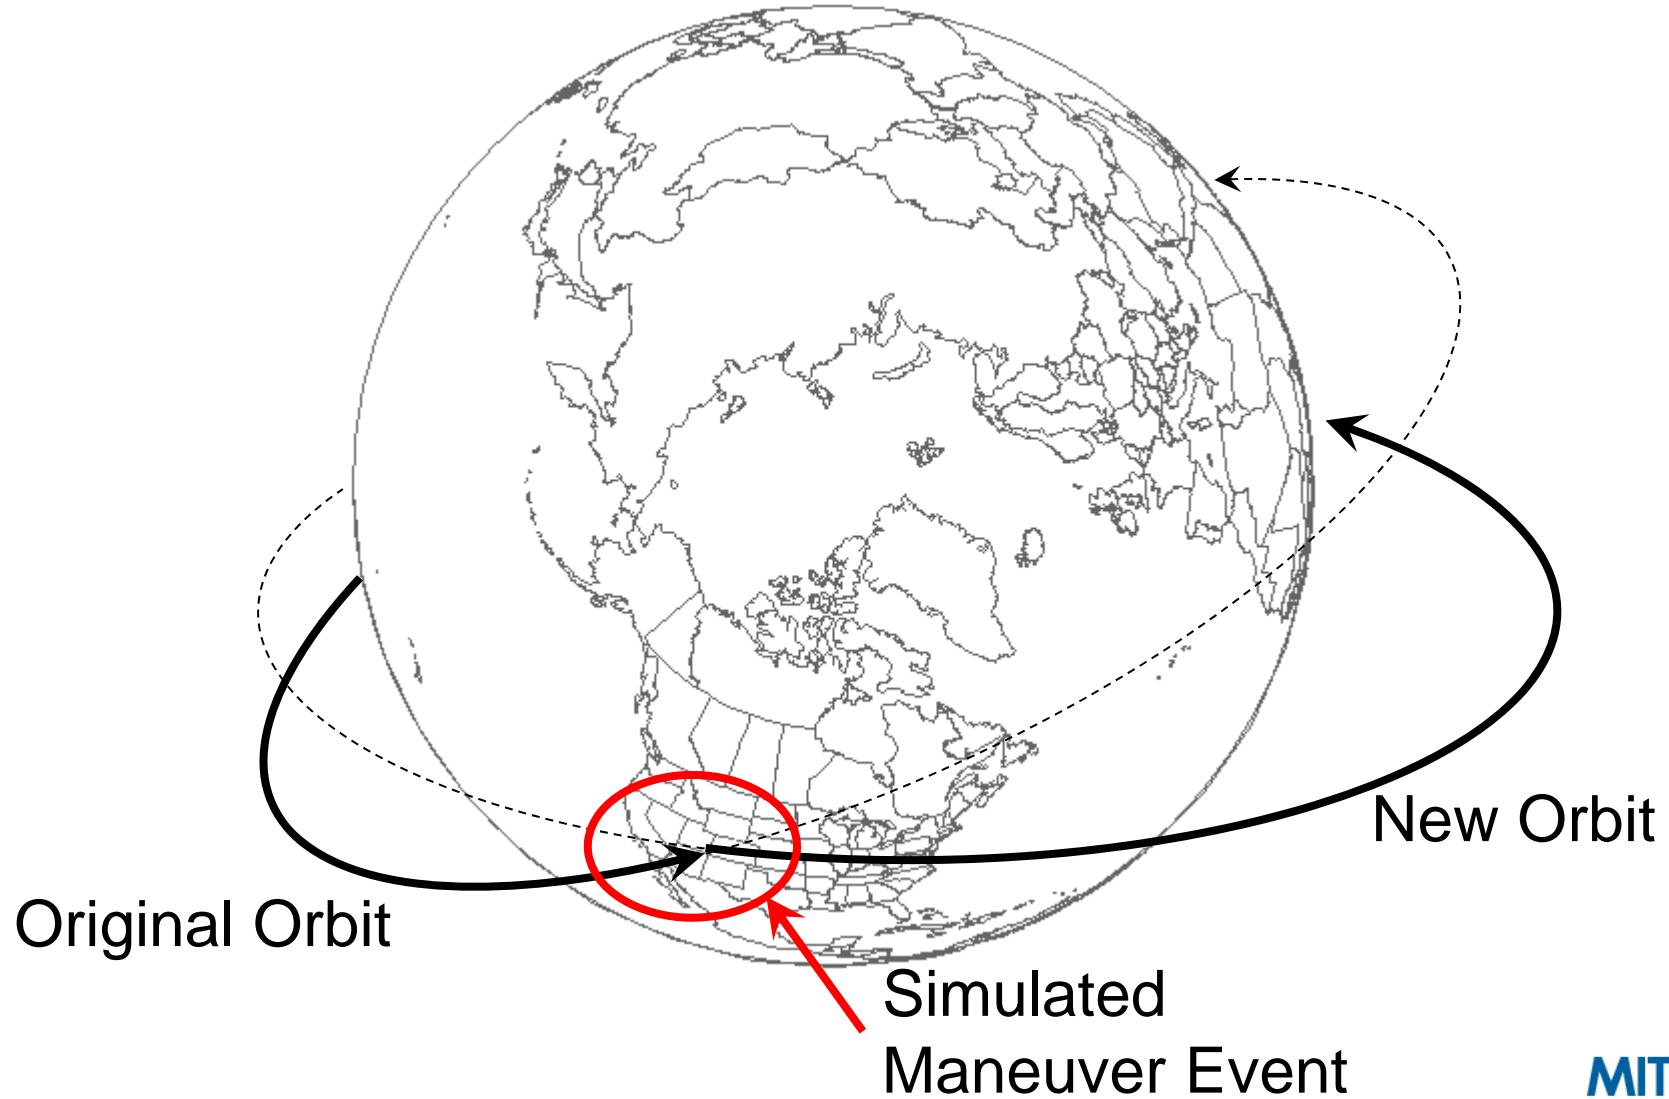 New Orbit
Original Orbit
Simulated
Maneuver Event
MIT